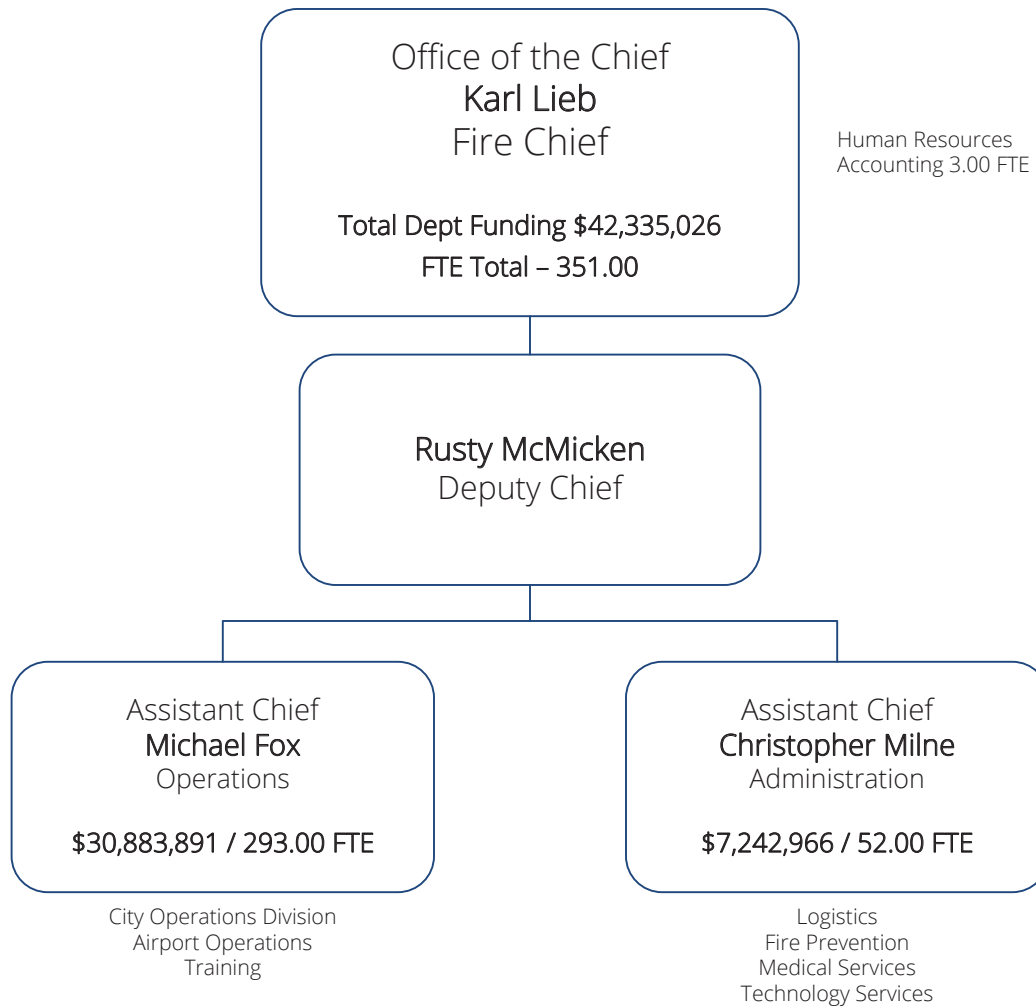 Office of the Chief
Karl Lieb
Fire Chief
Human Resources
Accounting 3.00 FTE
Total Dept Funding $42,335,026
FTE Total – 351.00
Rusty McMicken
Deputy Chief
Assistant Chief
Michael Fox
Operations
$30,883,891 / 293.00 FTE
City Operations Division
Airport Operations
Training
Assistant Chief
Christopher Milne
Administration
$7,242,966 / 52.00 FTE
Logistics
Fire Prevention
Medical Services
Technology Services